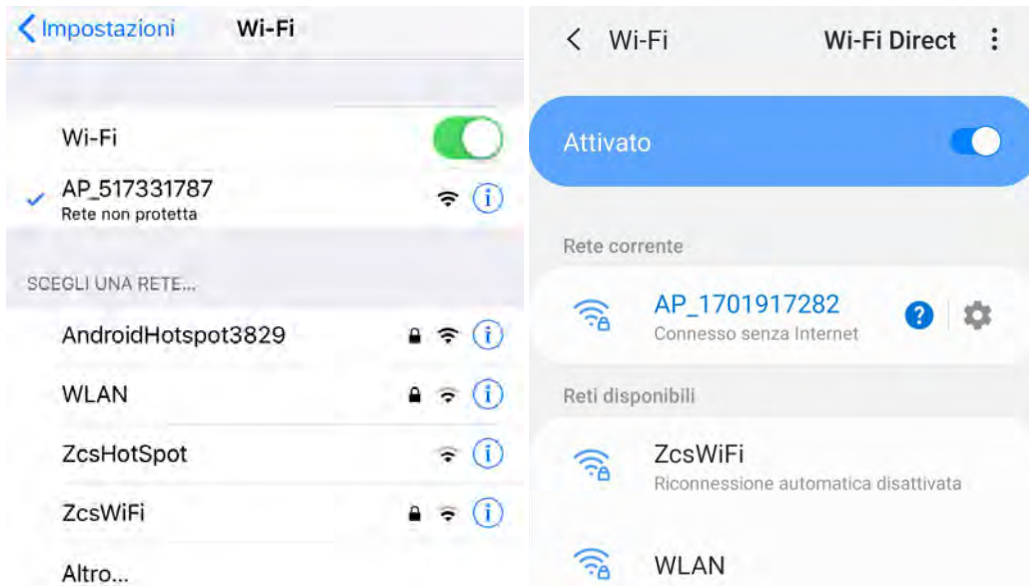 Impostazioni
Wi-Fi
Wi-Fi
AP_517331787
Rete non protetta
SCEGLI UNA RETE...
AndroidHotspot3829
WLAN
ZcsHotSpot
ZcsWiFi
Altro...
Wi-Fi
Wi-Fi Direct
Attivato
Rete corrente
AP_1701917282
Connesso senza Internet
Reti disponibili
ZcsWiFi
Riconnessione automatica disattivata
WLAN